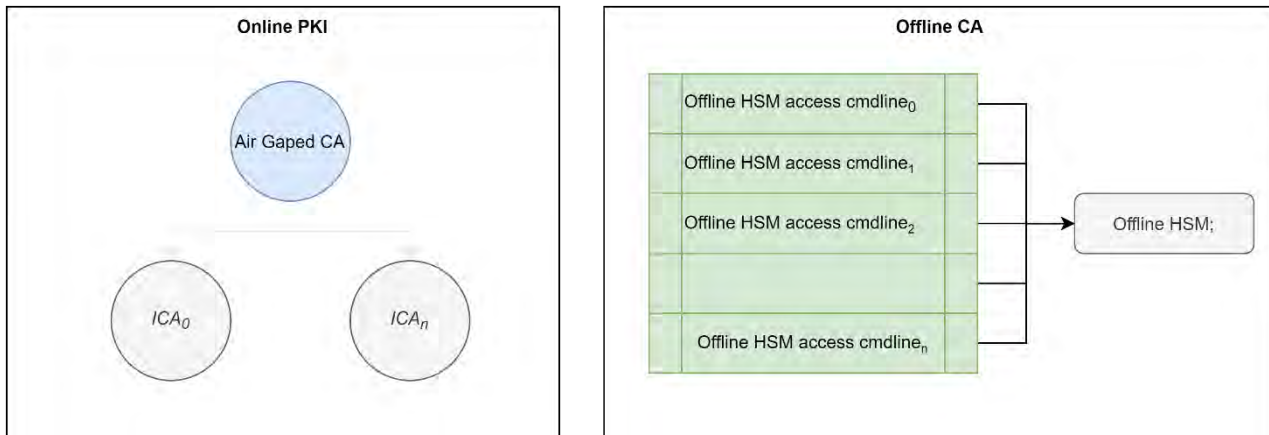 Online PKI
Air Gaped CA
ICA₀
ICAₙ
Offline CA
Offline HSM access cmdline₀
Offline HSM access cmdline₁
Offline HSM access cmdline₂
Offline HSM access cmdlineₙ
Offline HSM;